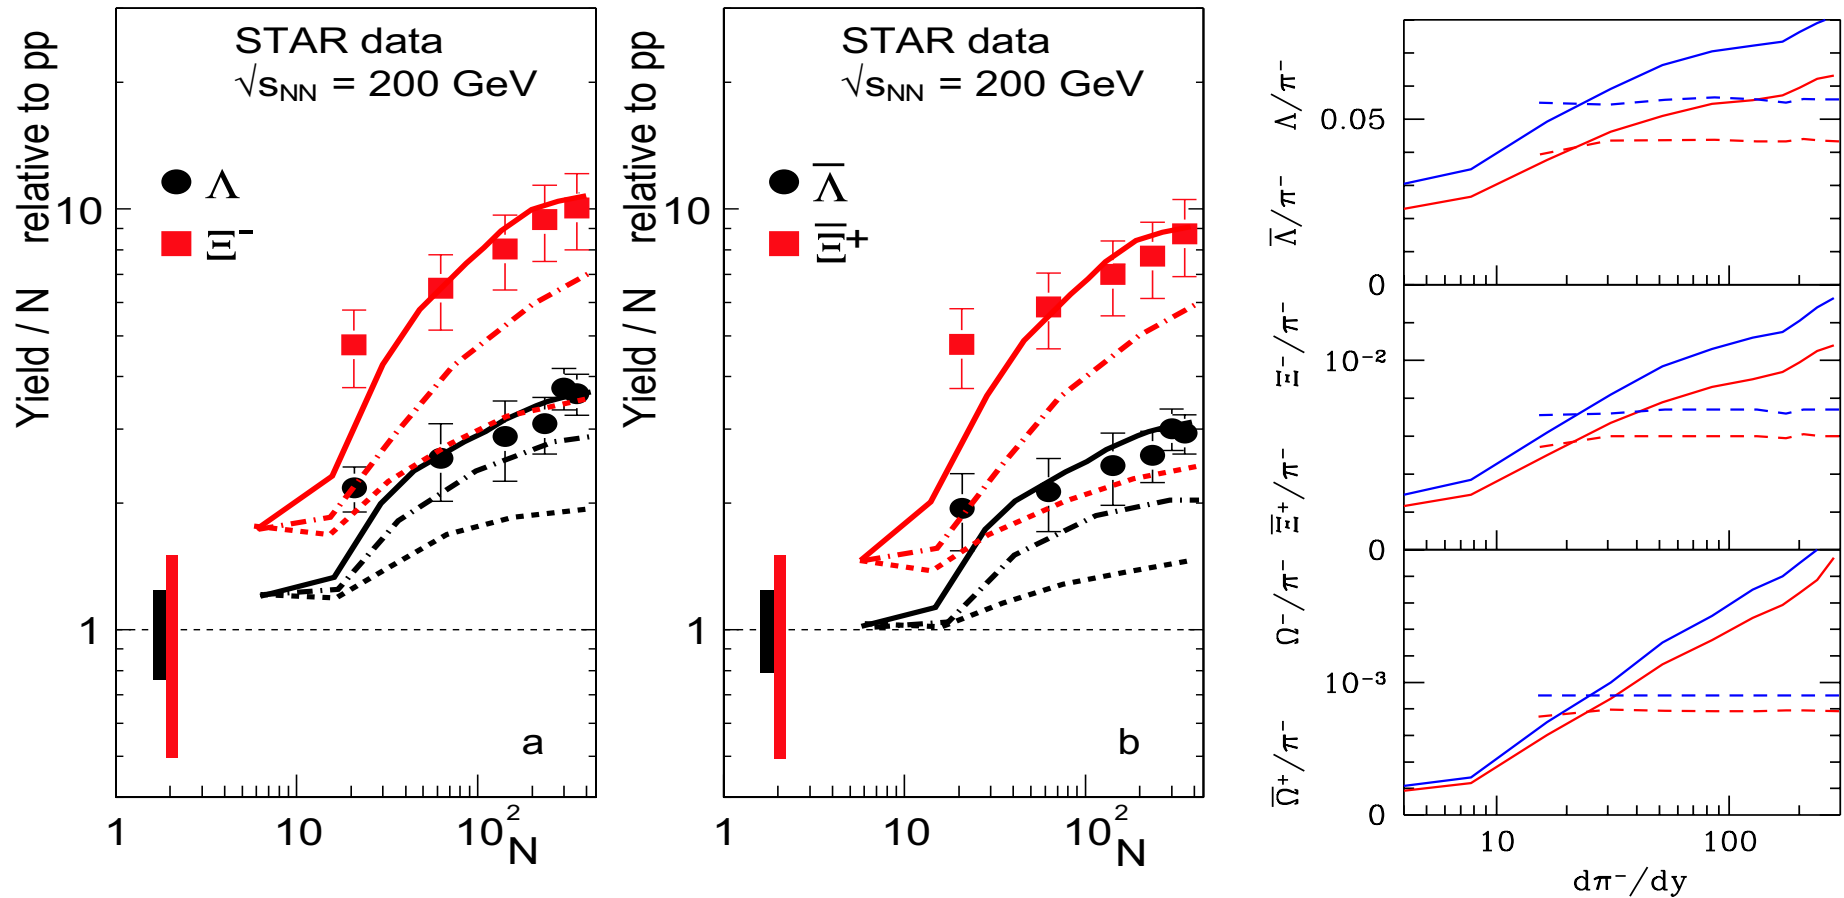 STAR data
√sNN = 200 GeV
Yield / N relative to pp
Λ
Ξ-
10
1
a
1
10
10²
N
STAR data
√sNN = 200 GeV
Yield / N relative to pp
Λ̅
Ξ̅+
10
1
b
1
10
10²
N
Λ̅/π⁻ Λ/π⁻
0.05
0
Ξ̅⁺/π⁻ Ξ⁻/π⁻
10⁻²
0
Ω̅⁺/π⁻ Ω⁻/π⁻
10⁻³
0
10
100
dπ⁻/dy